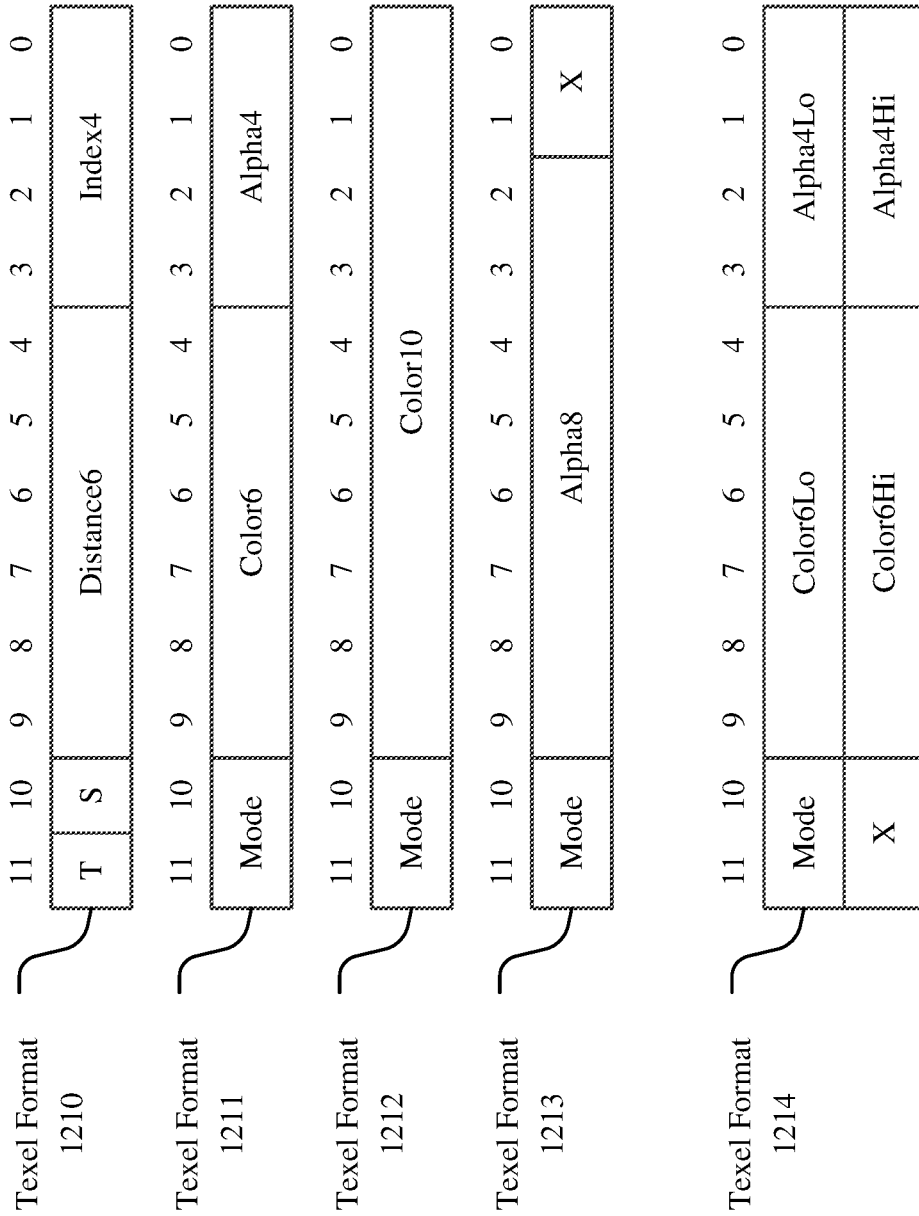 Texel Format
1210
11 10 9 8 7 6 5 4 3 2 1 0
T S Distance6 Index4
Texel Format
1211
11 10 9 8 7 6 5 4 3 2 1 0
Mode Color6 Alpha4
Texel Format
1212
11 10 9 8 7 6 5 4 3 2 1 0
Mode Color10
Texel Format
1213
11 10 9 8 7 6 5 4 3 2 1 0
Mode Alpha8 X
Texel Format
1214
11 10 9 8 7 6 5 4 3 2 1 0
Mode Color6Lo Alpha4Lo
X Color6Hi Alpha4Hi